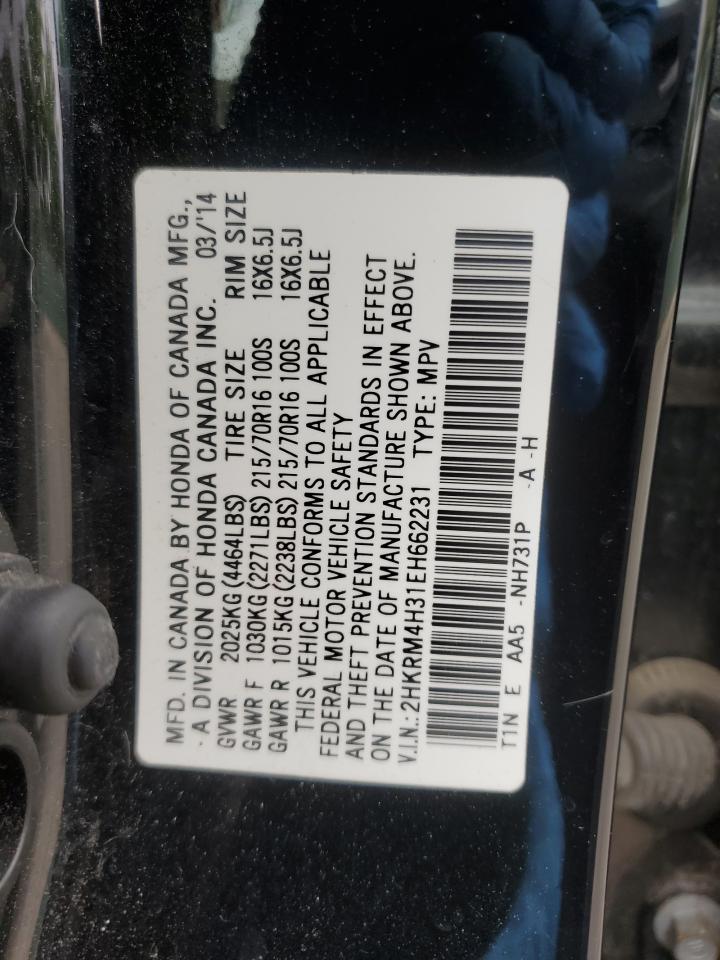 MFD. IN CANADA BY HONDA OF CANADA MFG.,
- A DIVISION OF HONDA CANADA INC. 03/'14
GVWR 2025KG(4464LBS) TIRE SIZE RIM SIZE
GAWR F 1030KG(2271LBS) 215/70R16 100S 16X6.5J
GAWR R 1015KG(2238LBS) 215/70R16 100S 16X6.5J
THIS VEHICLE CONFORMS TO ALL APPLICABLE
FEDERAL MOTOR VEHICLE SAFETY
AND THEFT PREVENTION STANDARDS IN EFFECT
ON THE DATE OF MANUFACTURE SHOWN ABOVE.
V.I.N.: 2HKRM4H31EH662231 TYPE: MPV
T1N E AA5 -NH731P -A -H